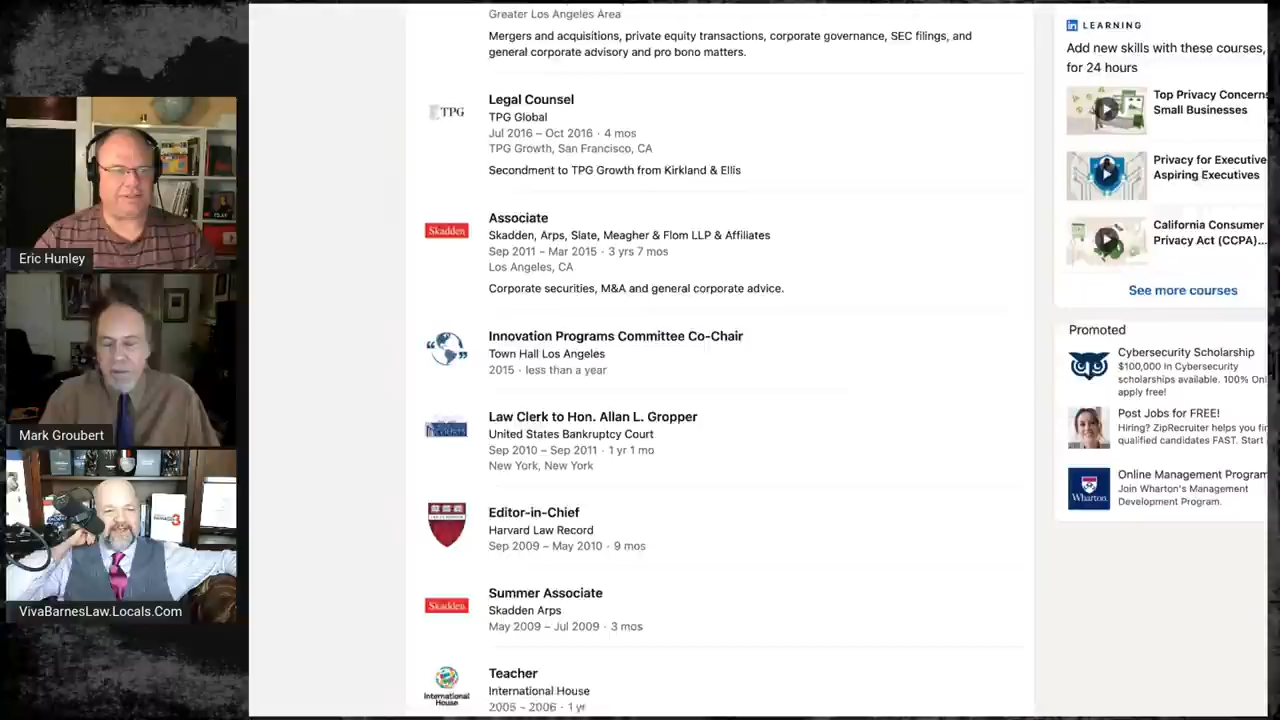 Eric Hunley
Mark Groubert
VivaBarnesLaw.Locals.Com
Greater Los Angeles Area
Mergers and acquisitions, private equity transactions, corporate governance, SEC filings, and
general corporate advisory and pro bono matters.
TPG
Legal Counsel
TPG Global
Jul 2016 – Oct 2016 · 4 mos
TPG Growth, San Francisco, CA
Secondment to TPG Growth from Kirkland & Ellis
Skadden
Associate
Skadden, Arps, Slate, Meagher & Flom LLP & Affiliates
Sep 2011 – Mar 2015 · 3 yrs 7 mos
Los Angeles, CA
Corporate securities, M&A and general corporate advice.
Innovation Programs Committee Co-Chair
Town Hall Los Angeles
2015 · less than a year
Law Clerk to Hon. Allan L. Gropper
United States Bankruptcy Court
Sep 2010 – Sep 2011 · 1 yr 1 mo
New York, New York
Editor-in-Chief
Harvard Law Record
Sep 2009 – May 2010 · 9 mos
Skadden
Summer Associate
Skadden Arps
May 2009 – Jul 2009 · 3 mos
International
House
Teacher
International House
2005 – 2006 · 1 yr
in LEARNING
Add new skills with these courses,
for 24 hours
Top Privacy Concerns
Small Businesses
Privacy for Executive
Aspiring Executives
California Consumer
Privacy Act (CCPA)...
See more courses
Promoted
Cybersecurity Scholarship
$100,000 In Cybersecurity
scholarships available. 100% Onl
apply free!
Post Jobs for FREE!
Hiring? ZipRecruiter helps you fin
qualified candidates FAST. Start
Wharton
Online Management Program
Join Wharton's Management
Development Program.